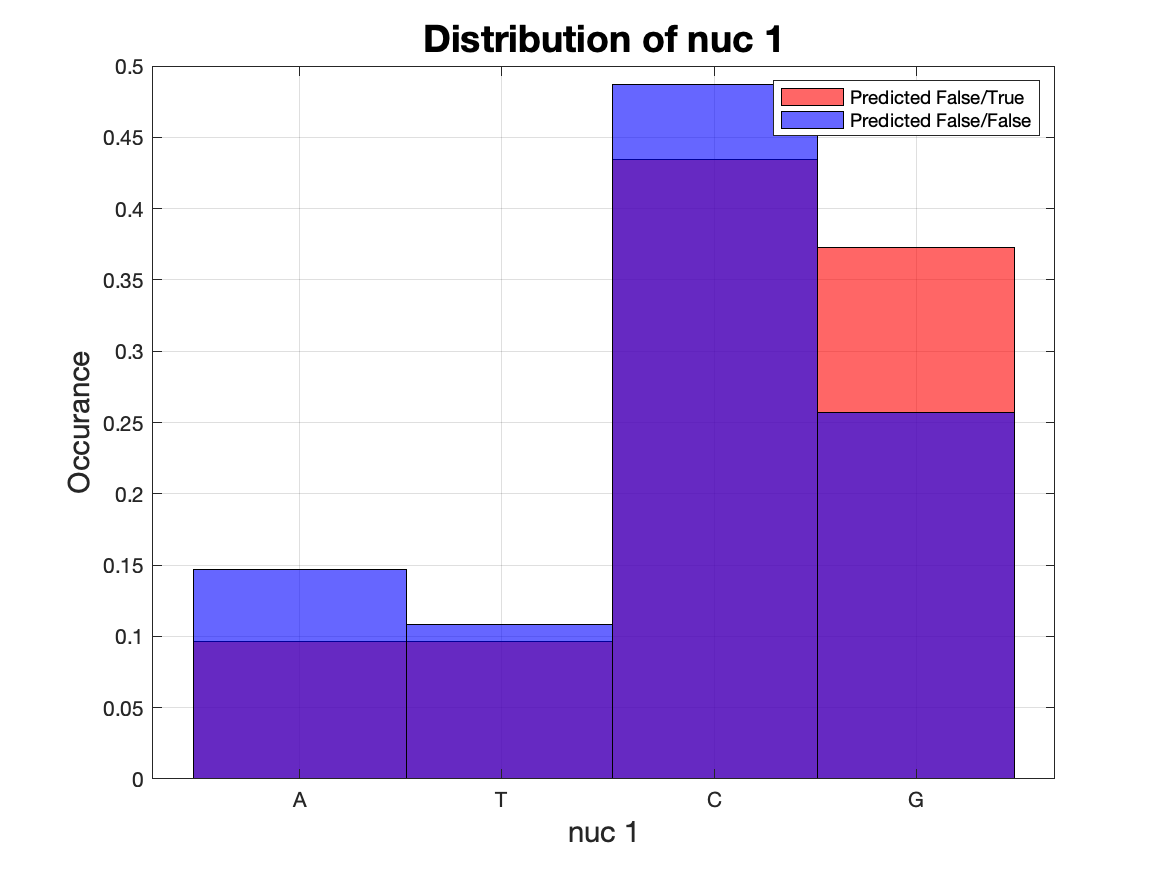 Distribution of nuc 1
Predicted False/True
Predicted False/False
Occurance
0.5
0.45
0.4
0.35
0.3
0.25
0.2
0.15
0.1
0.05
0
A T C G
nuc 1